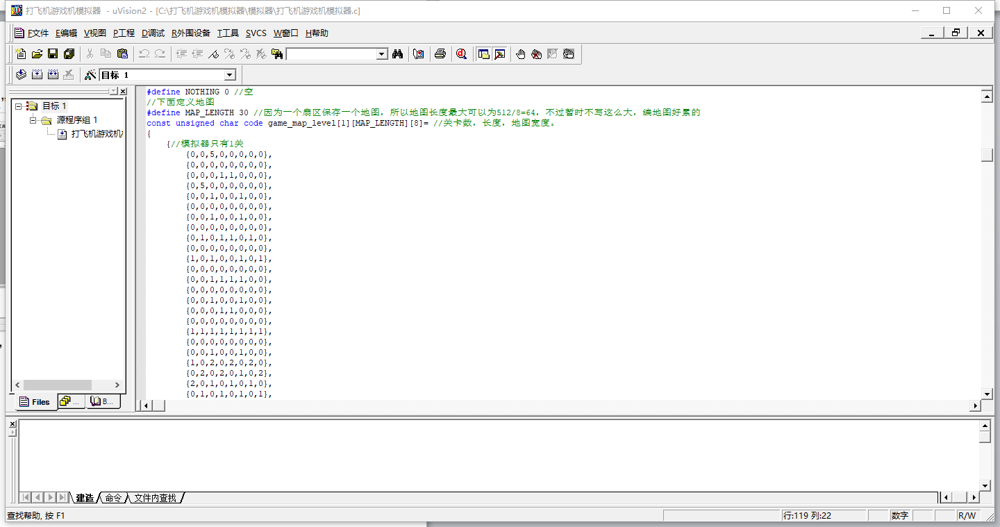 打飞机游戏机模拟器 - uVision2 - [C:\打飞机游戏机模拟器\模拟器\打飞机游戏机模拟器.c]
F文件 E编辑 V视图 P工程 D调试 R外围设备 T工具 SVCS W窗口 H帮助
目标 1
目标 1
源程序组 1
打飞机游戏机
Files
...
B...
#define NOTHING 0 //空
//下面定义地图
#define MAP_LENGTH 30 //因为一个扇区保存一个地图，所以地图长度最大可以为512/8=64，不过暂时不写这么大，编地图好累的
const unsigned char code game_map_level[1][MAP_LENGTH][8]= //关卡数，长度，地图宽度。
{
{//模拟器只有1关
{0,0,5,0,0,0,0,0},
{0,0,0,0,0,0,0,0},
{0,0,0,1,1,0,0,0},
{0,5,0,0,0,0,0,0},
{0,0,1,0,0,1,0,0},
{0,0,0,0,0,0,0,0},
{0,0,1,0,0,1,0,0},
{0,0,0,0,0,0,0,0},
{0,1,0,1,1,0,1,0},
{0,0,0,0,0,0,0,0},
{1,0,1,0,0,1,0,1},
{0,0,0,0,0,0,0,0},
{0,0,1,1,1,1,0,0},
{0,0,0,0,0,0,0,0},
{0,0,1,0,0,1,0,0},
{0,0,0,1,1,0,0,0},
{0,0,0,0,0,0,0,0},
{1,1,1,1,1,1,1,1},
{0,0,0,0,0,0,0,0},
{0,0,1,0,0,1,0,0},
{1,0,2,0,2,0,2,0},
{0,2,0,2,0,1,0,2},
{2,0,1,0,1,0,1,0},
{0,1,0,1,0,1,0,1},
建造 命令 文件内查找
查找帮助, 按 F1
行:119 列:22
数字
R/W